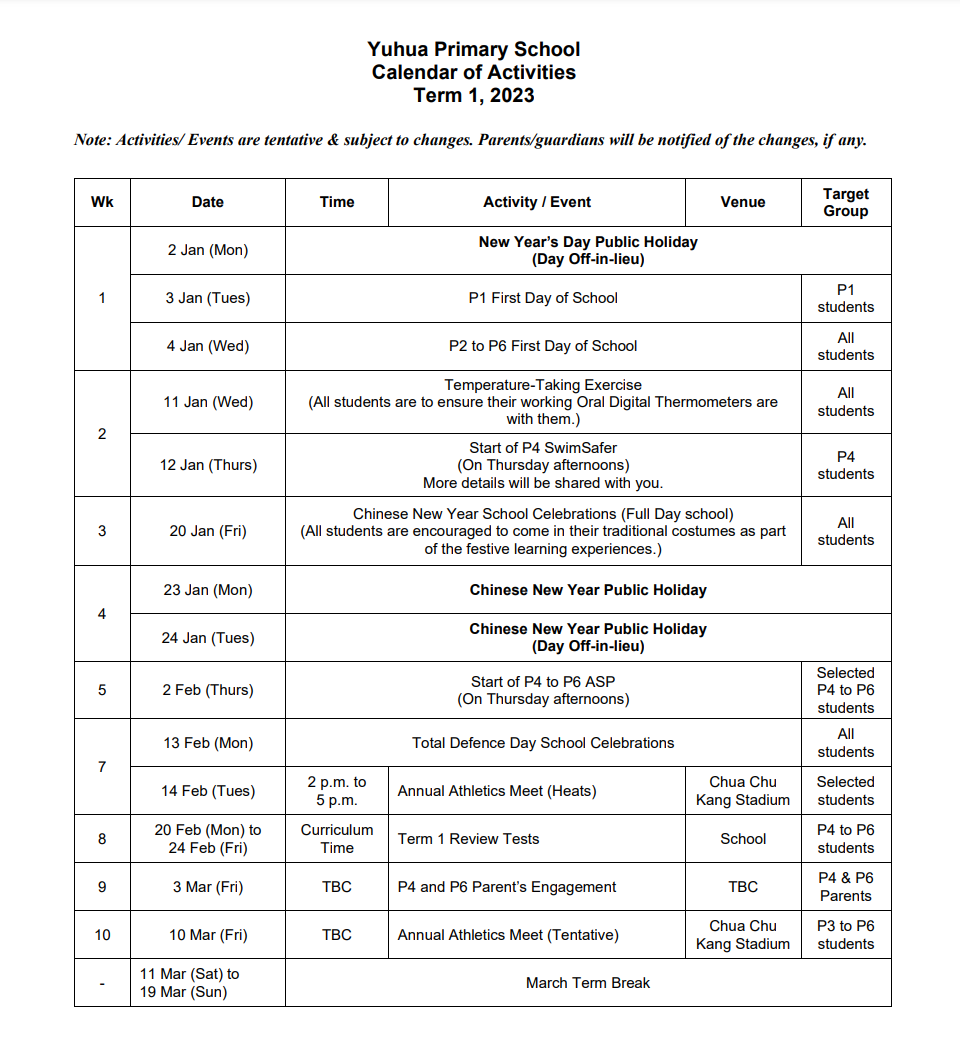 Yuhua Primary School
Calendar of Activities
Term 1, 2023
Note: Activities/ Events are tentative & subject to changes. Parents/guardians will be notified of the changes, if any.
Wk
Date
Time
Activity / Event
Venue
Target
Group
1
2 Jan (Mon)
New Year’s Day Public Holiday
(Day Off-in-lieu)
3 Jan (Tues)
P1 First Day of School
P1
students
4 Jan (Wed)
P2 to P6 First Day of School
All
students
2
11 Jan (Wed)
Temperature-Taking Exercise
(All students are to ensure their working Oral Digital Thermometers are
with them.)
All
students
12 Jan (Thurs)
Start of P4 SwimSafer
(On Thursday afternoons)
More details will be shared with you.
P4
students
3
20 Jan (Fri)
Chinese New Year School Celebrations (Full Day school)
(All students are encouraged to come in their traditional costumes as part
of the festive learning experiences.)
All
students
4
23 Jan (Mon)
Chinese New Year Public Holiday
24 Jan (Tues)
Chinese New Year Public Holiday
(Day Off-in-lieu)
5
2 Feb (Thurs)
Start of P4 to P6 ASP
(On Thursday afternoons)
Selected
P4 to P6
students
7
13 Feb (Mon)
Total Defence Day School Celebrations
All
students
14 Feb (Tues)
2 p.m. to
5 p.m.
Annual Athletics Meet (Heats)
Chua Chu
Kang Stadium
Selected
students
8
20 Feb (Mon) to
24 Feb (Fri)
Curriculum
Time
Term 1 Review Tests
School
P4 to P6
students
9
3 Mar (Fri)
TBC
P4 and P6 Parent’s Engagement
TBC
P4 & P6
Parents
10
10 Mar (Fri)
TBC
Annual Athletics Meet (Tentative)
Chua Chu
Kang Stadium
P3 to P6
students
-
11 Mar (Sat) to
19 Mar (Sun)
March Term Break